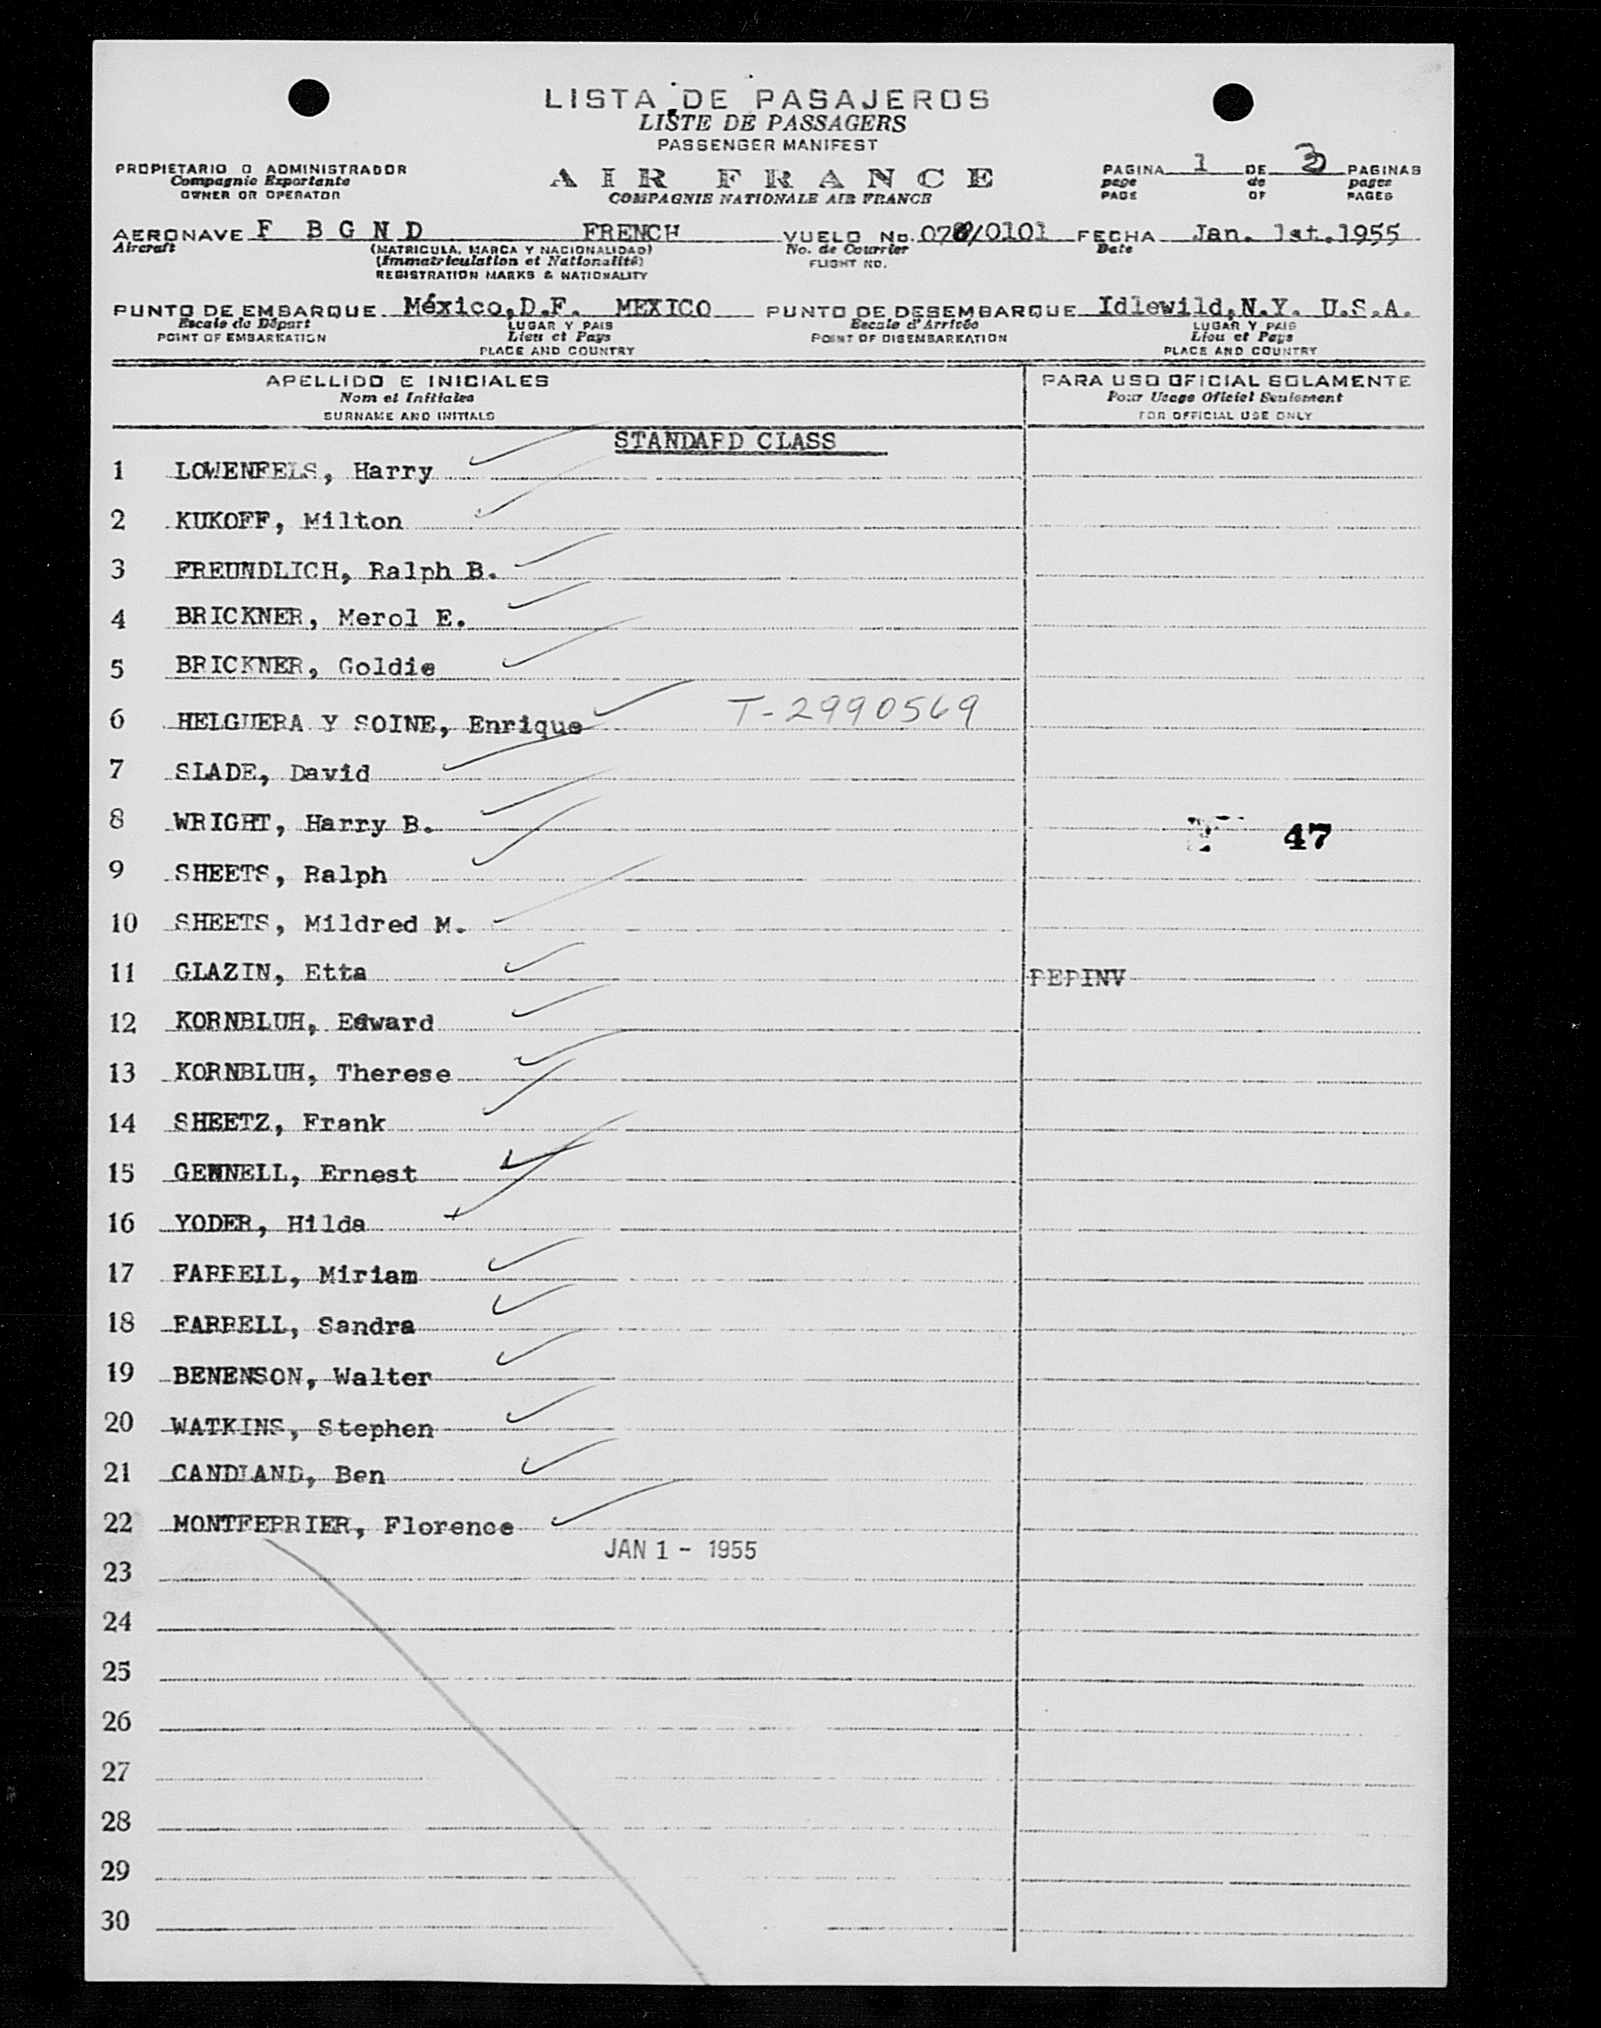 LISTA DE PASAJEROS
LISTE DE PASSAGERS
PASSENGER MANIFEST
PROPIETARIO O ADMINISTRADOR
Compagnie Exportante
OWNER OR OPERATOR
AIR FRANCE
COMPAGNIE NATIONALE AIR FRANCE
PAGINA 1 DE 3 PAGINAS
page de pages
PAGE OF PAGES
AERONAVE F B G N D FRENCH VUELO No. 078/0101 FECHA Jan. 1st.1955
Aircraft (MATRICULA, MARCA Y NACIONALIDAD) No. de Courrier Date
(Immatriculation et Nationalité) FLIGHT NO.
REGISTRATION MARKS & NATIONALITY
PUNTO DE EMBARQUE México,D.F. MEXICO PUNTO DE DESEMBARQUE Idlewild,N.Y. U.S.A.
Escale de Départ LUGAR Y PAIS Escale d'Arrivée LUGAR Y PAIS
POINT OF EMBARKATION Lieu et Pays POINT OF DISEMBARKATION Lieu et Pays
PLACE AND COUNTRY PLACE AND COUNTRY
APELLIDO E INICIALES PARA USO OFICIAL SOLAMENTE
Nom et Initiales Pour Usage Oficiel Seulement
SURNAME AND INITIALS FOR OFFICIAL USE ONLY
STANDARD CLASS
1 LOWENFELS, Harry
2 KUKOFF, Milton
3 FREUNDLICH, Ralph B.
4 BRICKNER, Merol E.
5 BRICKNER, Goldie
6 HELGUERA Y SOINE, Enrique T-2990569
7 SLADE, David
8 WRIGHT, Harry B. 47
9 SHEETS, Ralph
10 SHEETS, Mildred M.
11 GLAZIN, Etta PEPINV
12 KORNBLUH, Edward
13 KORNBLUH, Therese
14 SHEETZ, Frank
15 GEWNELL, Ernest
16 YODER, Hilda
17 FARRELL, Miriam
18 FARRELL, Sandra
19 BENENSON, Walter
20 WATKINS, Stephen
21 CANDLAND, Ben
22 MONTFERRIER, Florence
JAN 1 - 1955
23
24
25
26
27
28
29
30